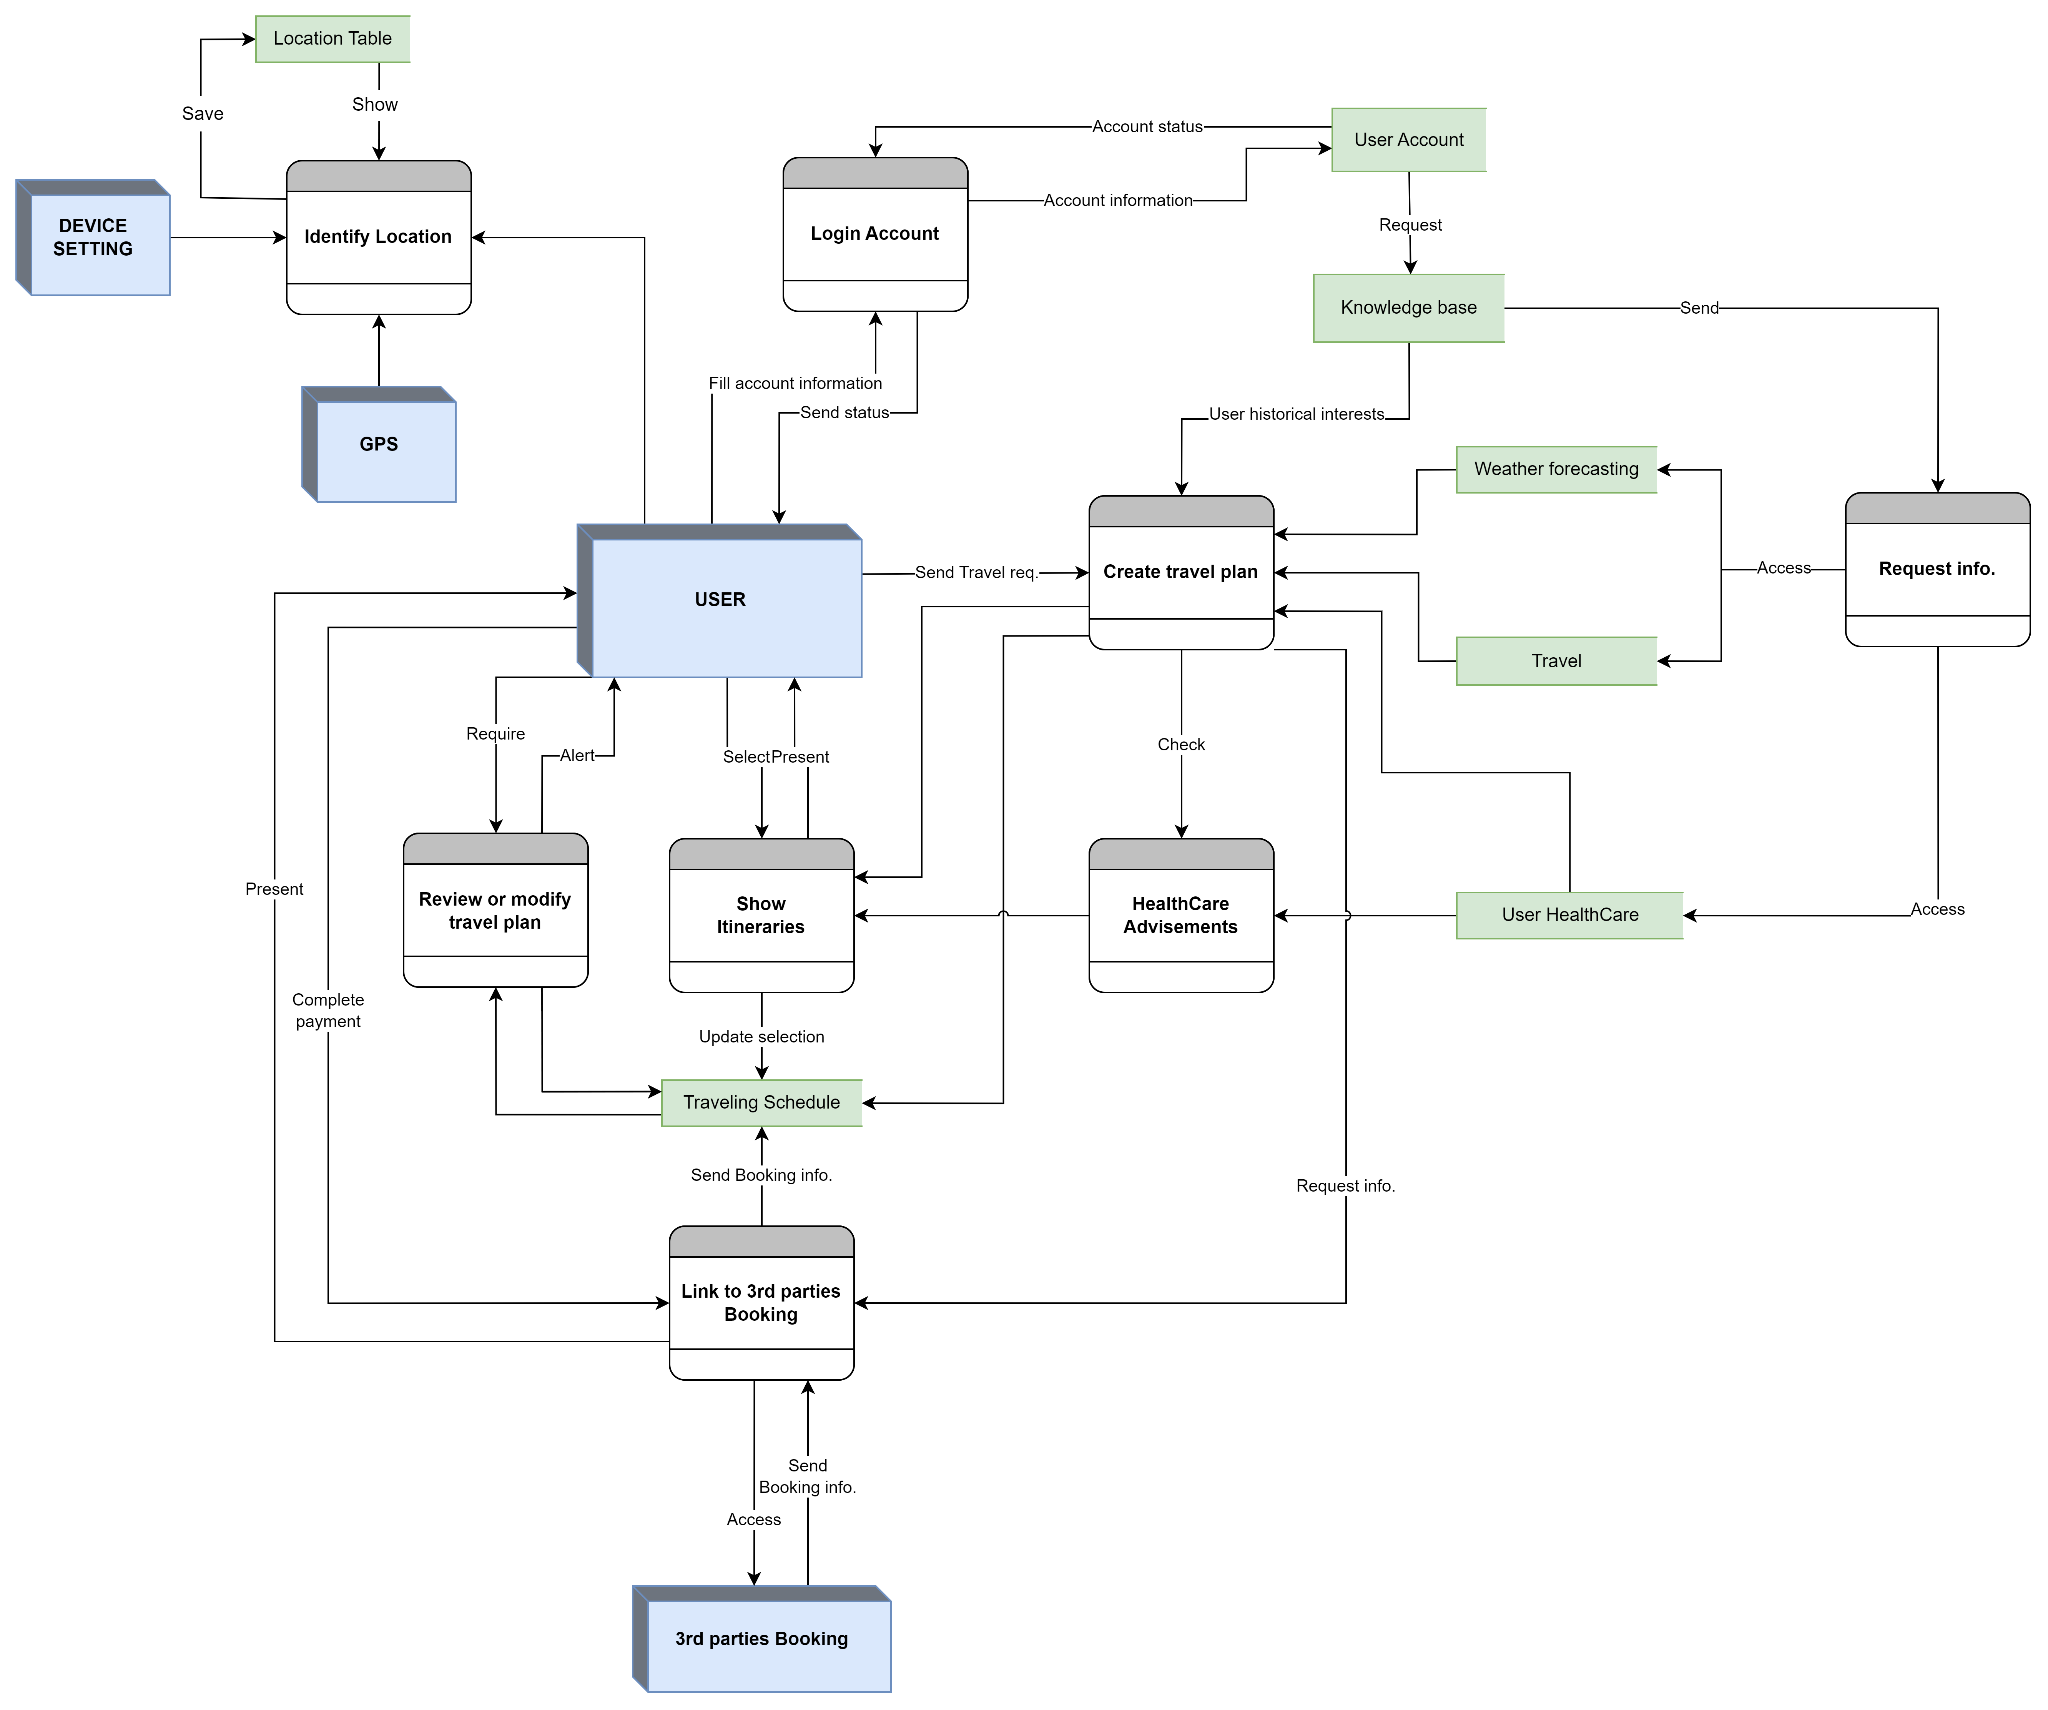 Location Table
Save
Show
Account status
User Account
DEVICE
SETTING
Identify Location
Login Account
Account information
Request
Knowledge base
Send
GPS
Fill account information
Send status
User historical interests
Weather forecasting
USER
Send Travel req.
Create travel plan
Access
Request info.
Travel
Require
Alert
Select
Present
Check
Present
Review or modify
travel plan
Show
Itineraries
HealthCare
Advisements
User HealthCare
Access
Complete
payment
Update selection
Traveling Schedule
Send Booking info.
Request info.
Link to 3rd parties
Booking
Send
Booking info.
Access
3rd parties Booking